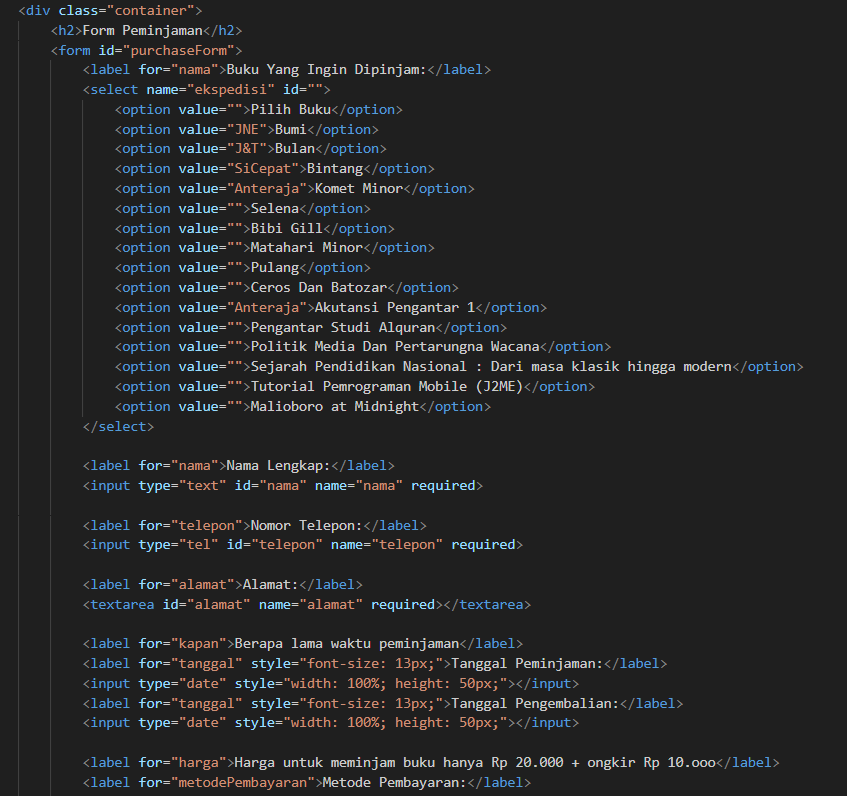 <div class="container">
<h2>Form Peminjaman</h2>
<form id="purchaseForm">
<label for="nama">Buku Yang Ingin Dipinjam:</label>
<select name="ekspedisi" id="">
<option value="">Pilih Buku</option>
<option value="JNE">Bumi</option>
<option value="J&T">Bulan</option>
<option value="SiCepat">Bintang</option>
<option value="Anteraja">Komet Minor</option>
<option value="">Selena</option>
<option value="">Bibi Gill</option>
<option value="">Matahari Minor</option>
<option value="">Pulang</option>
<option value="">Ceros Dan Batozar</option>
<option value="Anteraja">Akutansi Pengantar 1</option>
<option value="">Pengantar Studi Alquran</option>
<option value="">Politik Media Dan Pertarungna Wacana</option>
<option value="">Sejarah Pendidikan Nasional : Dari masa klasik hingga modern</option>
<option value="">Tutorial Pemrograman Mobile (J2ME)</option>
<option value="">Malioboro at Midnight</option>
</select>
<label for="nama">Nama Lengkap:</label>
<input type="text" id="nama" name="nama" required>
<label for="telepon">Nomor Telepon:</label>
<input type="tel" id="telepon" name="telepon" required>
<label for="alamat">Alamat:</label>
<textarea id="alamat" name="alamat" required></textarea>
<label for="kapan">Berapa lama waktu peminjaman</label>
<label for="tanggal" style="font-size: 13px;">Tanggal Peminjaman:</label>
<input type="date" style="width: 100%; height: 50px;"></input>
<label for="tanggal" style="font-size: 13px;">Tanggal Pengembalian:</label>
<input type="date" style="width: 100%; height: 50px;"></input>
<label for="harga">Harga untuk meminjam buku hanya Rp 20.000 + ongkir Rp 10.ooo</label>
<label for="metodePembayaran">Metode Pembayaran:</label>